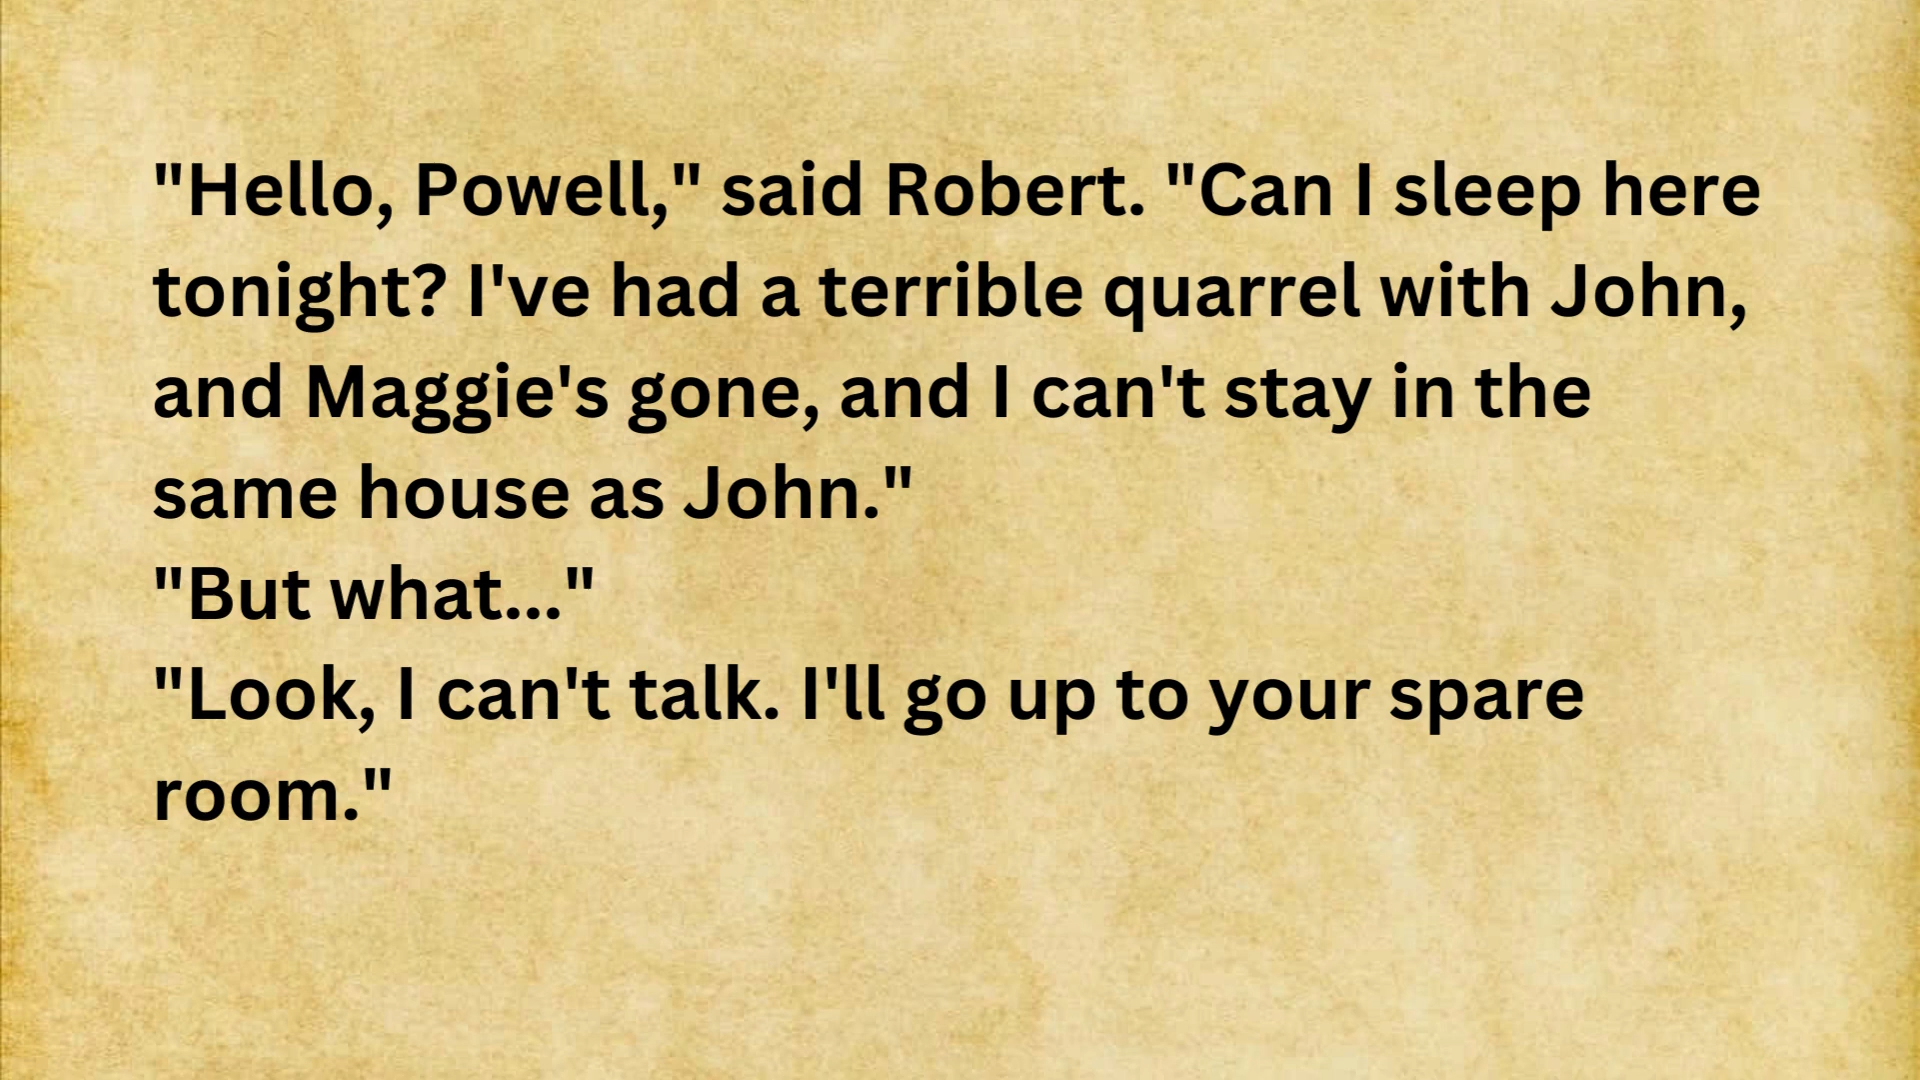 "Hello, Powell," said Robert. "Can I sleep here
tonight? I've had a terrible quarrel with John,
and Maggie's gone, and I can't stay in the
same house as John."
"But what..."
"Look, I can't talk. I'll go up to your spare
room."